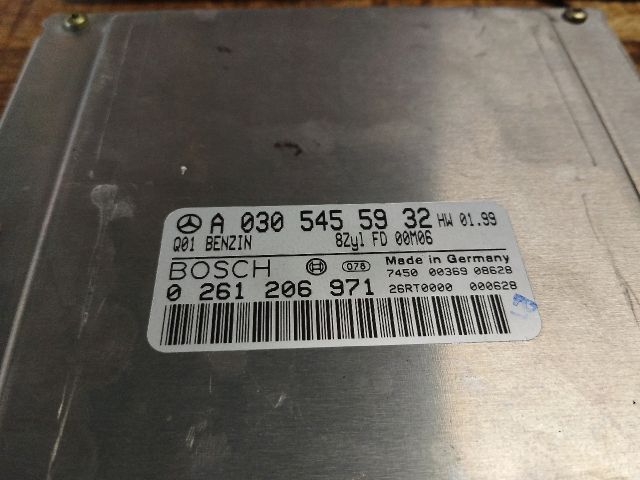 A 030 545 59 32 HW 01.99
Q01 BENZIN 8Zyl FD 00M06
BOSCH 078 Made in Germany
7450 00369 08628
0 261 206 971 26RT0000 000628